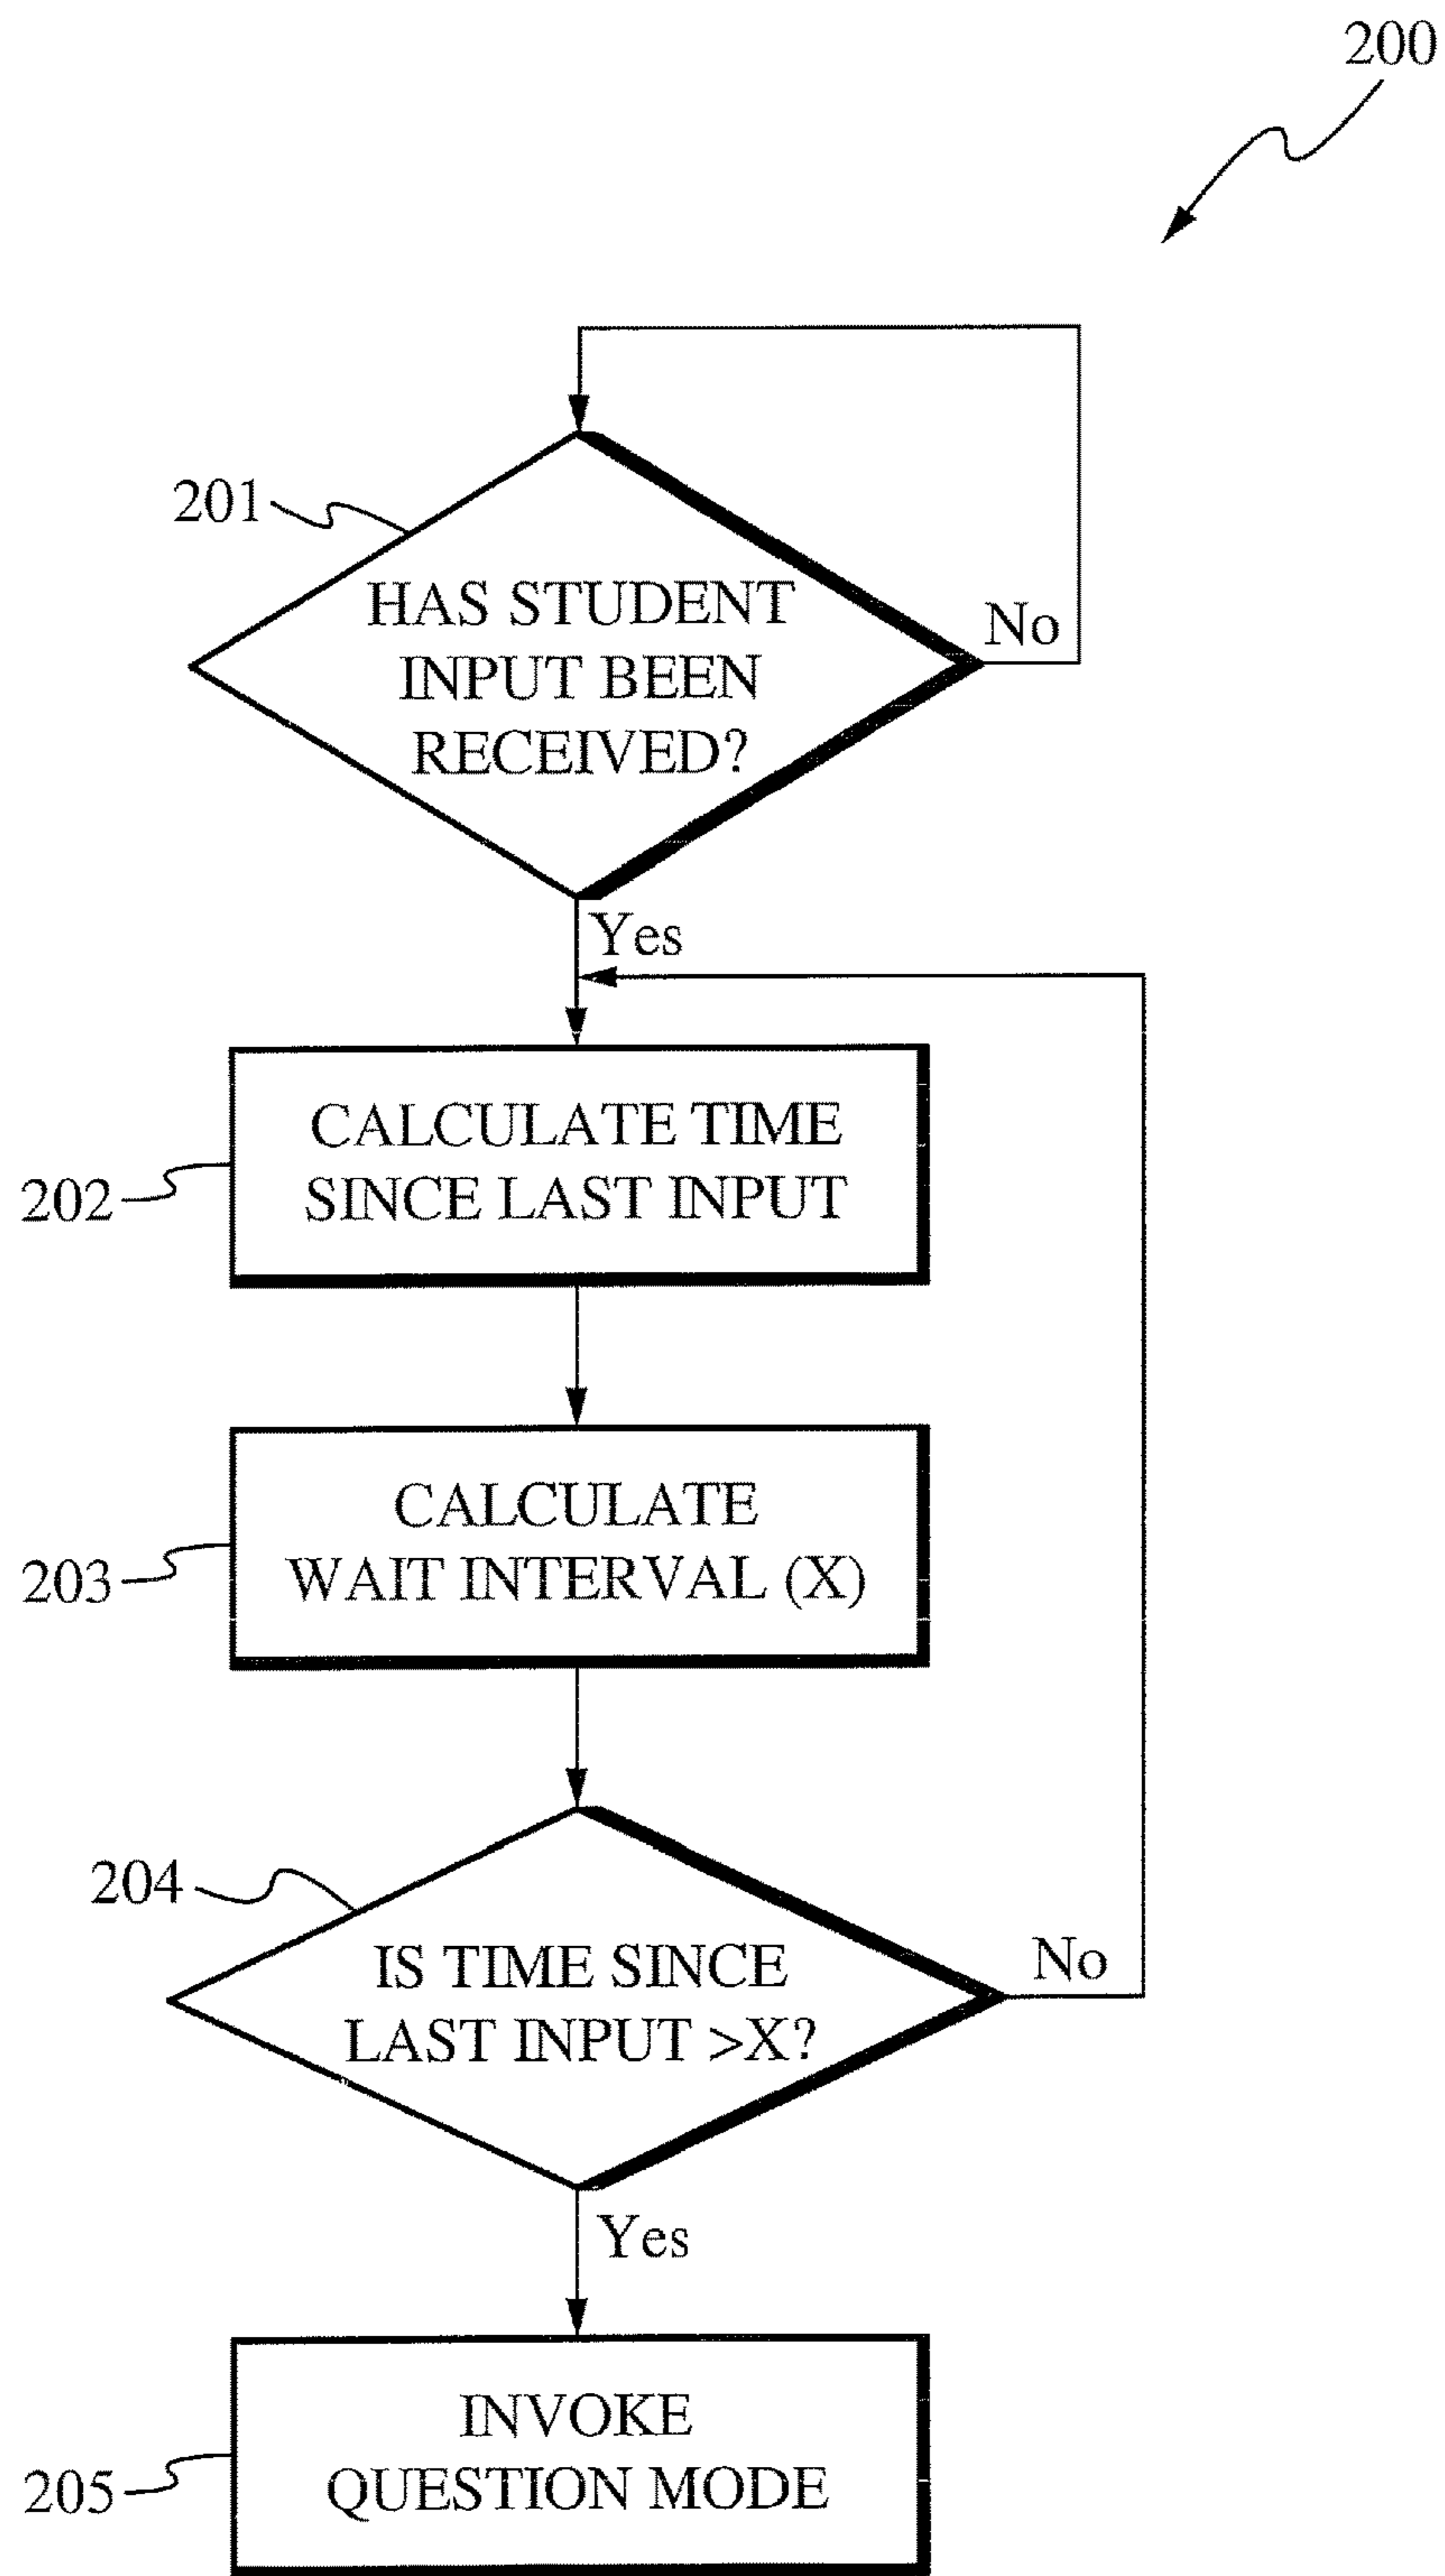 200
201
HAS STUDENT
INPUT BEEN
RECEIVED?
No
Yes
202
CALCULATE TIME
SINCE LAST INPUT
203
CALCULATE
WAIT INTERVAL (X)
204
IS TIME SINCE
LAST INPUT >X?
No
Yes
205
INVOKE
QUESTION MODE